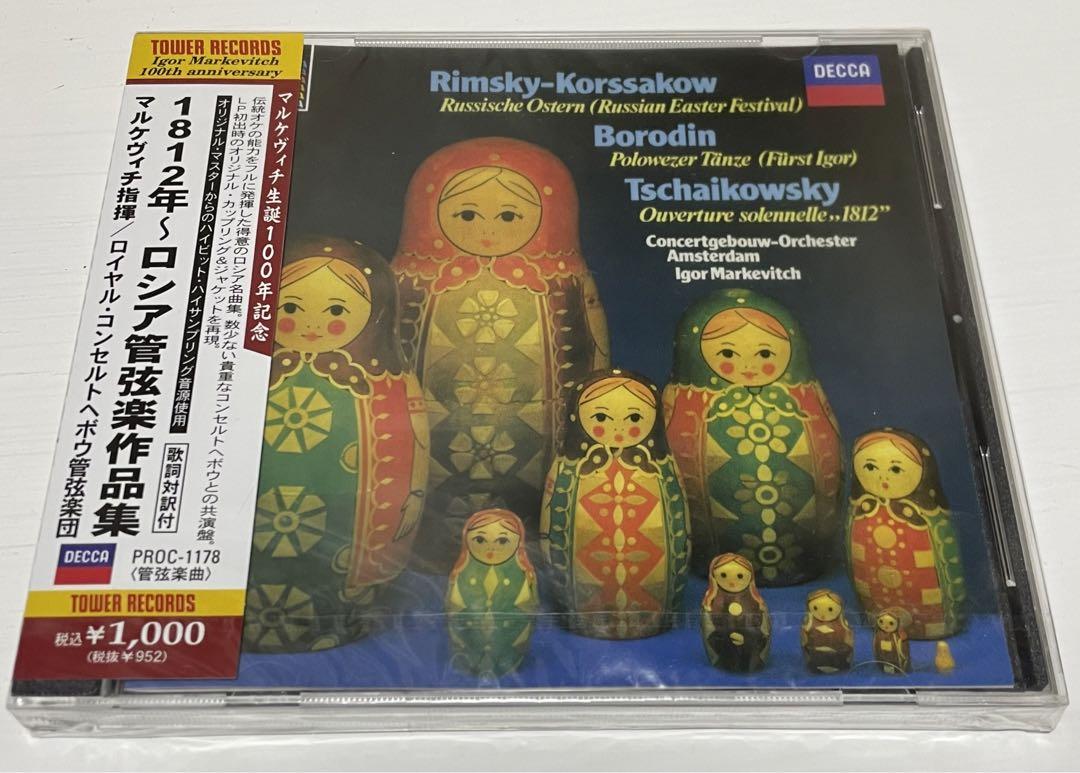 TOWER RECORDS
Igor Markevitch
100th anniversary
マルケヴィチ生誕100年記念
伝統オケの能力をフルに発揮した得意のロシア名曲集。数少ない貴重なコンセルトヘボウとの共演盤。
LP初出時のオリジナル・カップリング&ジャケットを再現。
オリジナル・マスターからのハイビット・ハイサンプリング音源使用
1812年~ロシア管弦楽作品集
歌詞対訳付
マルケヴィチ指揮/ロイヤル・コンセルトヘボウ管弦楽団
DECCA
PROC-1178
〈管弦楽曲〉
TOWER RECORDS
税込¥1,000
(税抜¥952)
DECCA
Rimsky-Korssakow
Russische Ostern (Russian Easter Festival)
Borodin
Polowezer Tänze (Fürst Igor)
Tschaikowsky
Ouverture solennelle„1812”
Concertgebouw-Orchester
Amsterdam
Igor Markevitch